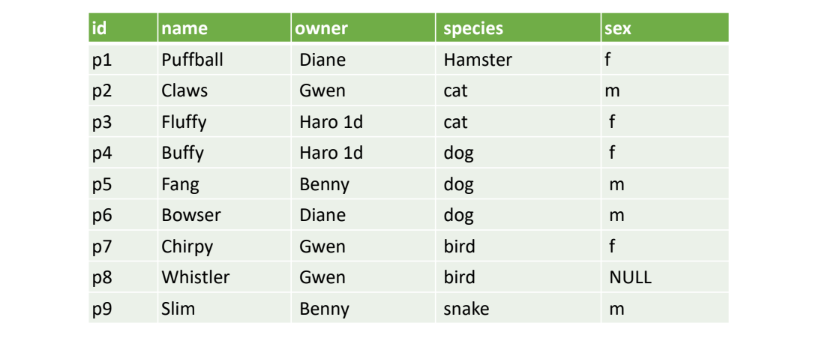 id name owner species sex
p1 Puffball Diane Hamster f
p2 Claws Gwen cat m
p3 Fluffy Haro 1d cat f
p4 Buffy Haro 1d dog f
p5 Fang Benny dog m
p6 Bowser Diane dog m
p7 Chirpy Gwen bird f
p8 Whistler Gwen bird NULL
p9 Slim Benny snake m